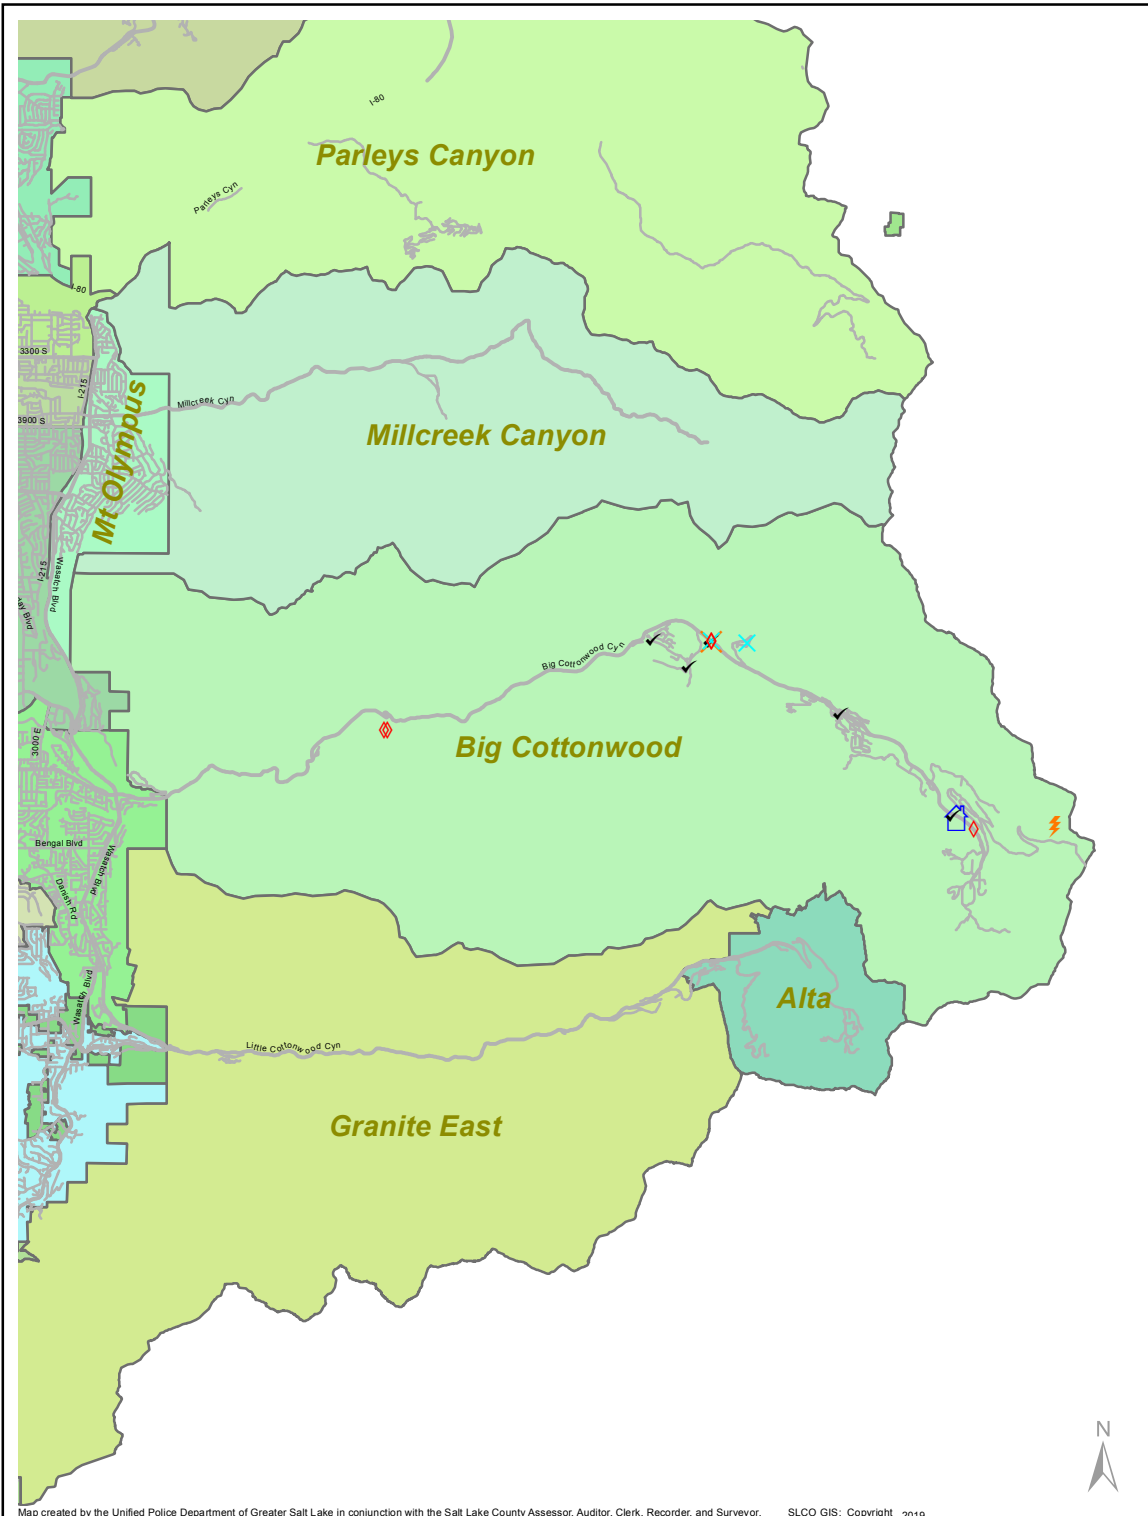 I-80
Parleys Canyon
Parleys Cyn
I-80
3300 S
I-215
Millcreek Cyn
3900 S
Mt Olympus
Millcreek Canyon
I-215
Wasatch Blvd
Blvd
Big Cottonwood Cyn
3000 E
Big Cottonwood
Bengal Blvd
Wasatch Blvd
Danish Rd
Wasatch Blvd
Alta
Little Cottonwood Cyn
Granite East
N
Map created by the Unified Police Department of Greater Salt Lake in conjunction with the Salt Lake County Assessor, Auditor, Clerk, Recorder, and Surveyor. SLCO GIS: Copyright 2019